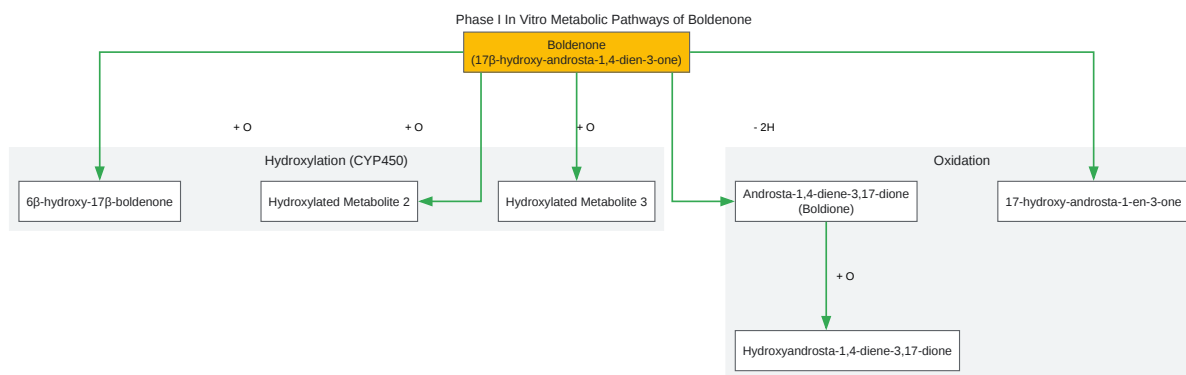 Phase I In Vitro Metabolic Pathways of Boldenone
Boldenone
(17β-hydroxy-androsta-1,4-dien-3-one)
+ O
+ O
+ O
- 2H
Hydroxylation (CYP450)
Oxidation
6β-hydroxy-17β-boldenone
Hydroxylated Metabolite 2
Hydroxylated Metabolite 3
Androsta-1,4-diene-3,17-dione
(Boldione)
17-hydroxy-androsta-1-en-3-one
+ O
Hydroxyandrosta-1,4-diene-3,17-dione